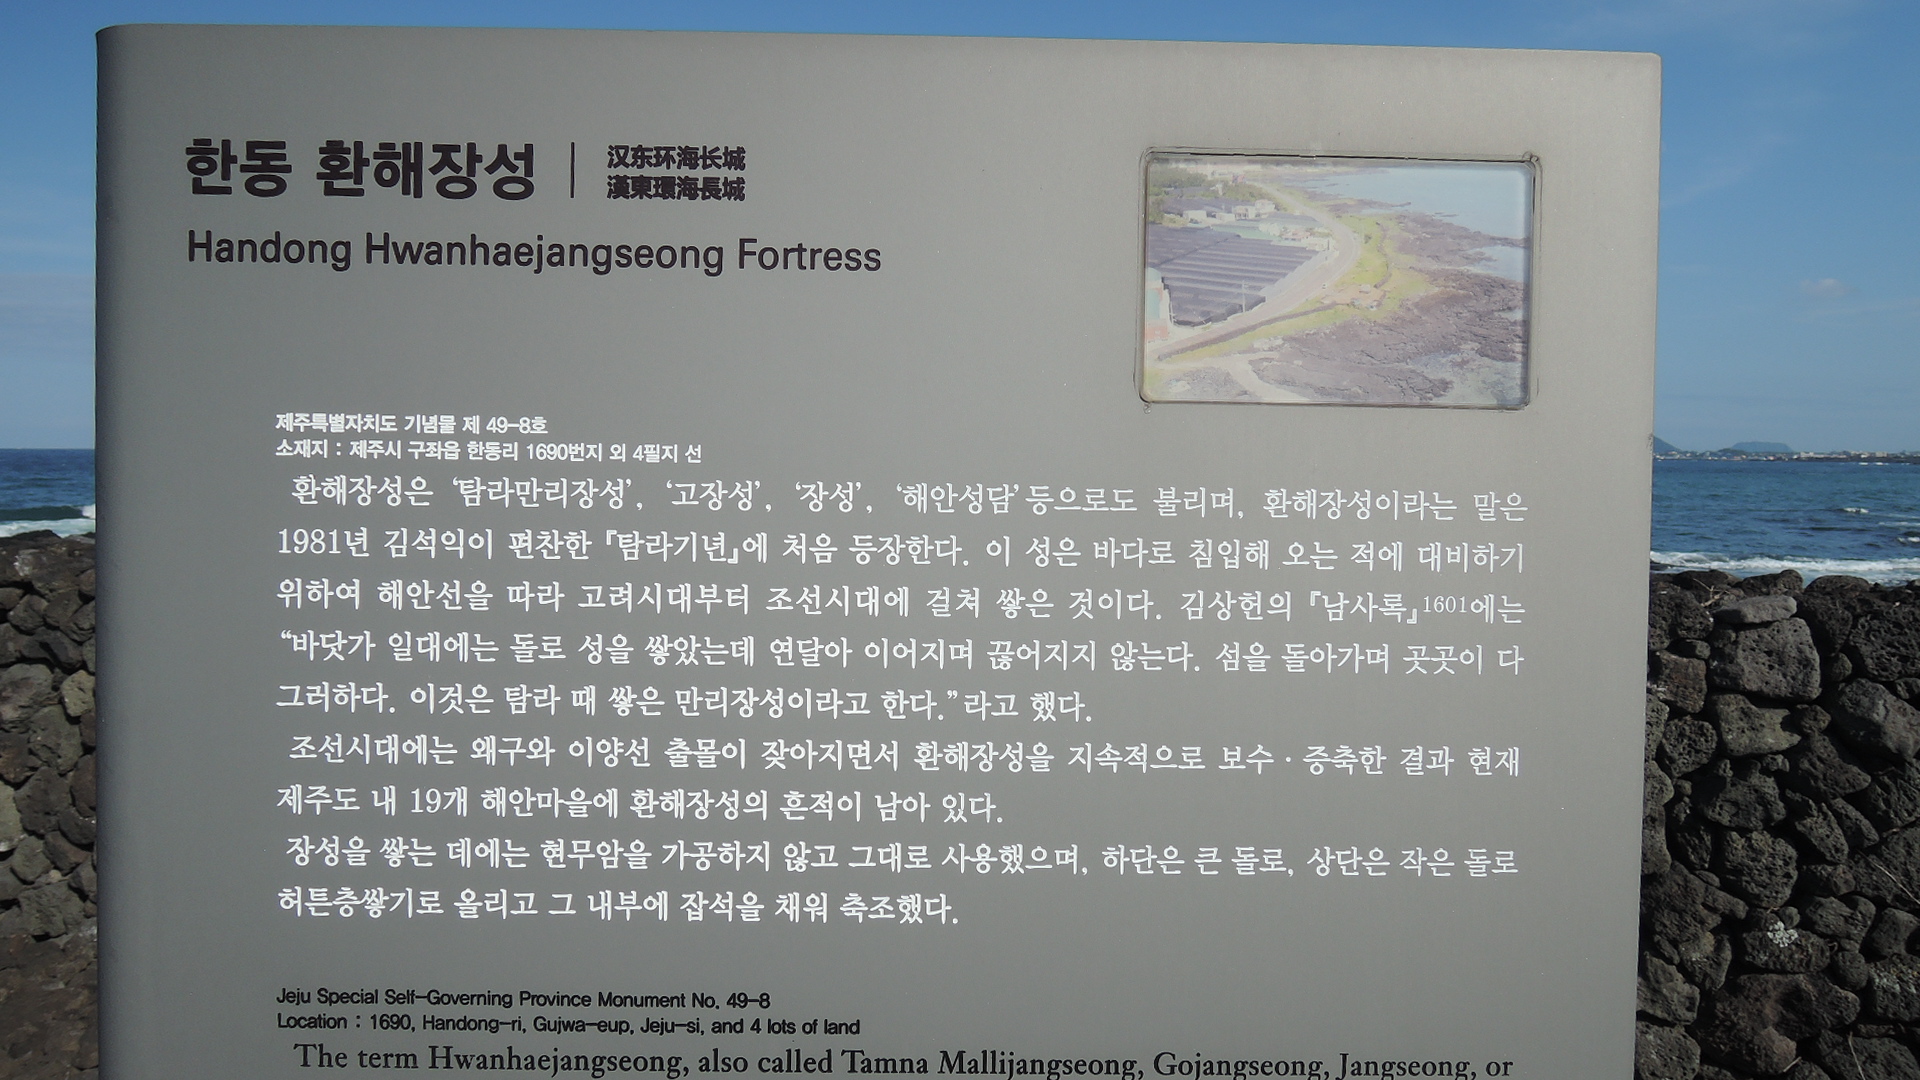 한동 환해장성
汉东环海长城
漢東環海長城
Handong Hwanhaejangseong Fortress
제주특별자치도 기념물 제 49-8호
소재지 : 제주시 구좌읍 한동리 1690번지 외 4필지 선
환해장성은 ‘탐라만리장성’, ‘고장성’, ‘장성’, ‘해안성담’ 등으로도 불리며, 환해장성이라는 말은
1981년 김석익이 편찬한 『탐라기년』에 처음 등장한다. 이 성은 바다로 침입해 오는 적에 대비하기
위하여 해안선을 따라 고려시대부터 조선시대에 걸쳐 쌓은 것이다. 김상헌의 『남사록』1601에는
“바닷가 일대에는 돌로 성을 쌓았는데 연달아 이어지며 끊어지지 않는다. 섬을 돌아가며 곳곳이 다
그러하다. 이것은 탐라 때 쌓은 만리장성이라고 한다.”라고 했다.
조선시대에는 왜구와 이양선 출몰이 잦아지면서 환해장성을 지속적으로 보수 · 증축한 결과 현재
제주도 내 19개 해안마을에 환해장성의 흔적이 남아 있다.
장성을 쌓는 데에는 현무암을 가공하지 않고 그대로 사용했으며, 하단은 큰 돌로, 상단은 작은 돌로
허튼층쌓기로 올리고 그 내부에 잡석을 채워 축조했다.
Jeju Special Self-Governing Province Monument No. 49-8
Location : 1690, Handong-ri, Gujwa-eup, Jeju-si, and 4 lots of land
The term Hwanhaejangseong, also called Tamna Mallijangseong, Gojangseong, Jangseong, or